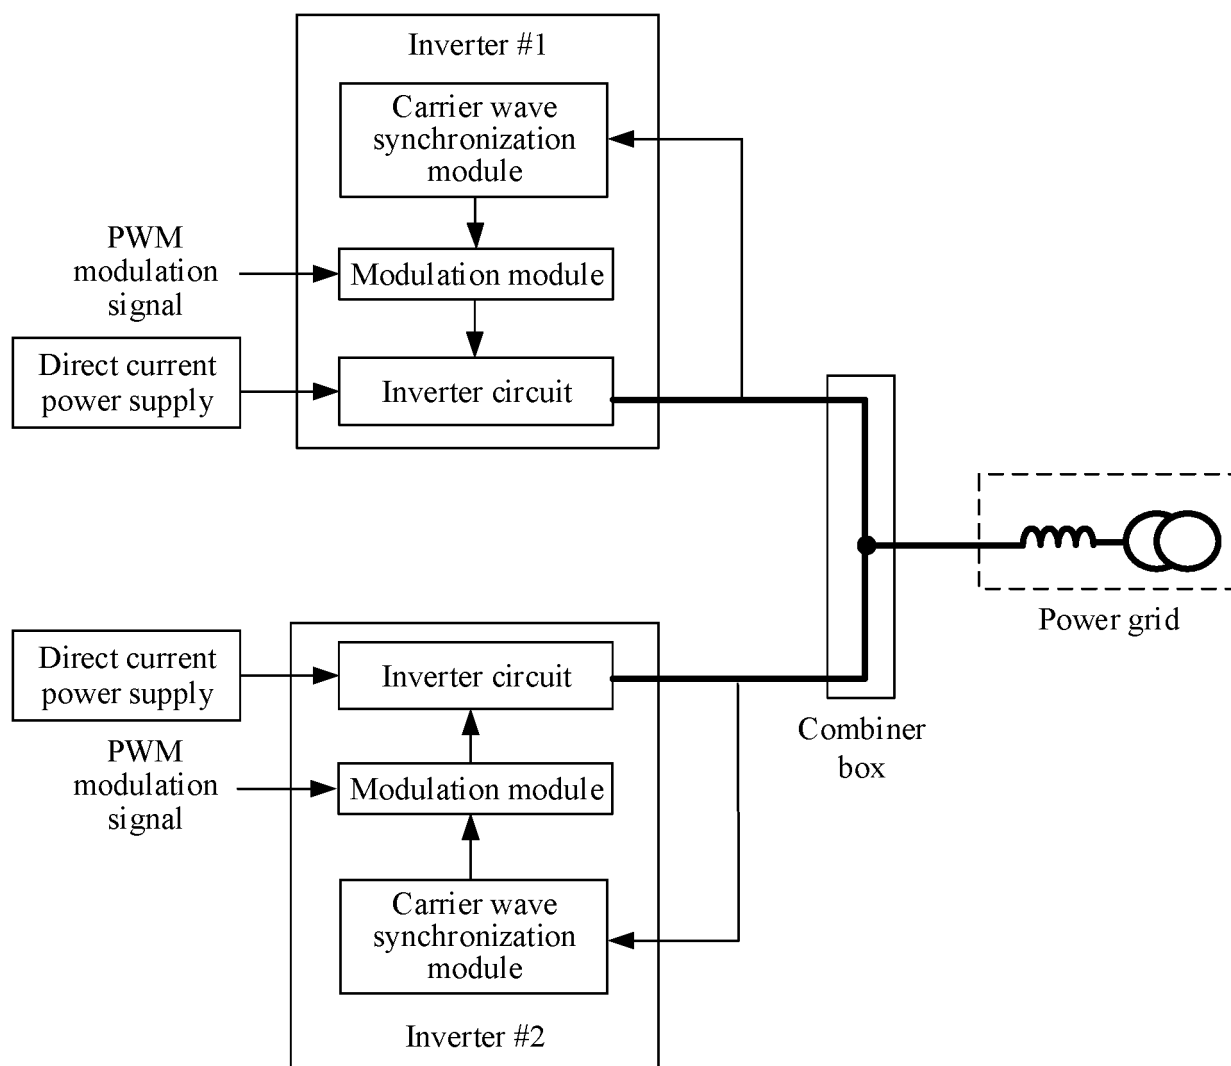 Inverter #1
Carrier wave
synchronization
module
PWM
modulation
signal
Modulation module
Direct current
power supply
Inverter circuit
Power grid
Direct current
power supply
Inverter circuit
Combiner
box
PWM
modulation
signal
Modulation module
Carrier wave
synchronization
module
Inverter #2